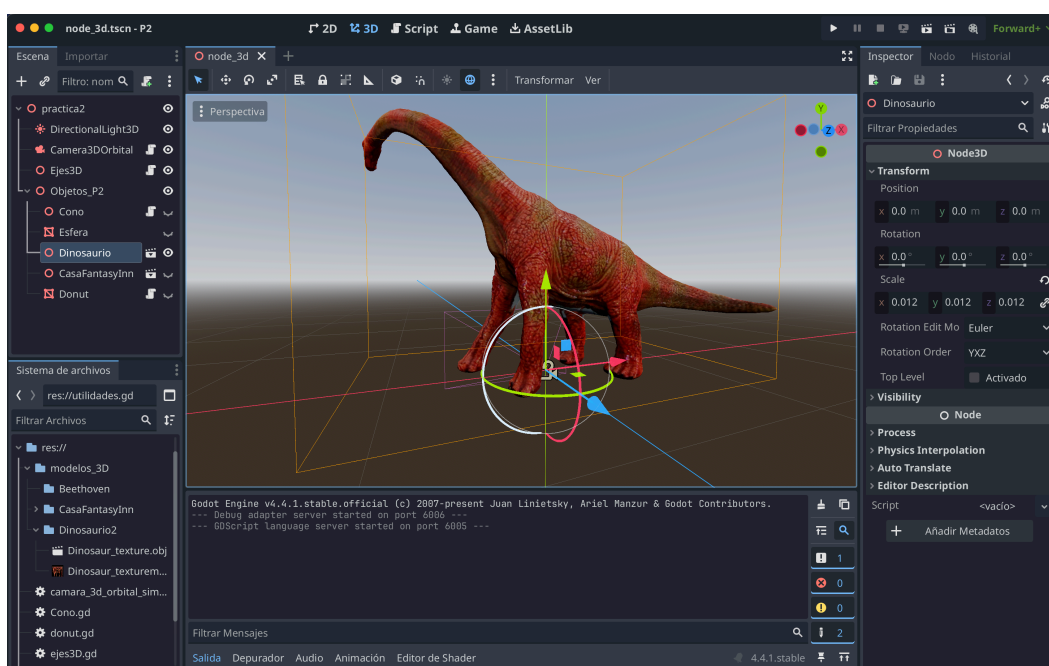 node_3d.tscn - P2
2D 3D Script Game AssetLib
Forward+
Escena Importar
Filtro: nom
practica2
DirectionalLight3D
Camera3DOrbital
Ejes3D
Objetos_P2
Cono
Esfera
Dinosaurio
CasaFantasyInn
Donut
Sistema de archivos
res://utilidades.gd
Filtrar Archivos
res://
modelos_3D
Beethoven
CasaFantasyInn
Dinosaurio2
Dinosaur_texture.obj
Dinosaur_texturem...
camara_3d_orbital_sim...
Cono.gd
donut.gd
ejes3D.gd
node_3d
Transformar Ver
Perspectiva
Y
Z X
Godot Engine v4.4.1.stable.official (c) 2007-present Juan Linietsky, Ariel Manzur & Godot Contributors.
--- Debug adapter server started on port 6006 ---
--- GDScript language server started on port 6005 ---
1
0
0
2
Filtrar Mensajes
Salida Depurador Audio Animación Editor de Shader
4.4.1.stable
Inspector Nodo Historial
Dinosaurio
Filtrar Propiedades
Node3D
Transform
Position
x 0.0 m y 0.0 m z 0.0 m
Rotation
x 0.0 ° y 0.0 ° z 0.0 °
Scale
x 0.012 y 0.012 z 0.012
Rotation Edit Mo Euler
Rotation Order YXZ
Top Level Activado
Visibility
Node
Process
Physics Interpolation
Auto Translate
Editor Description
Script <vacío>
Añadir Metadatos